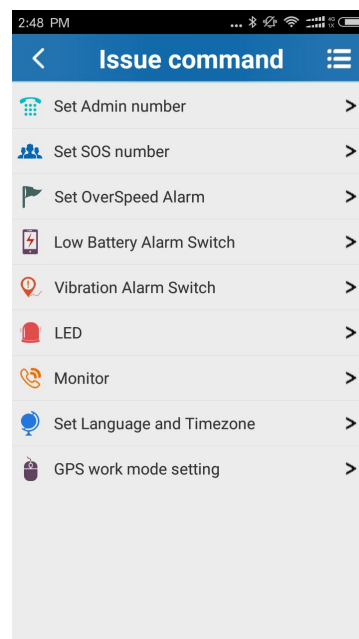 2:48 PM
Issue command
Set Admin number
Set SOS number
Set OverSpeed Alarm
Low Battery Alarm Switch
Vibration Alarm Switch
LED
Monitor
Set Language and Timezone
GPS work mode setting